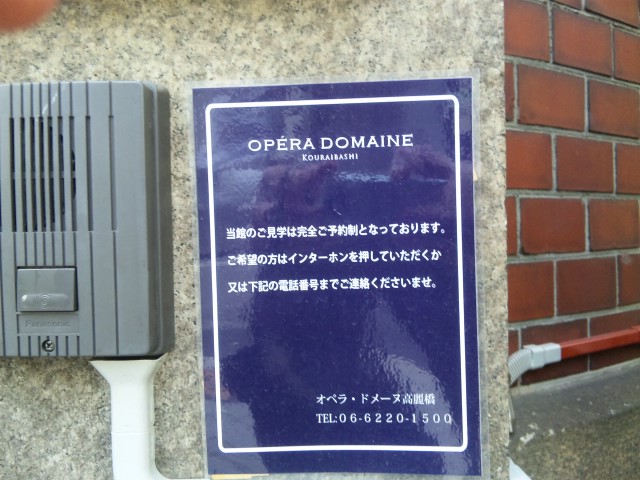 OPÉRA DOMAINE
KOURAIBASHI
当館のご見学は完全ご予約制となっております。
ご希望の方はインターホンを押していただくか
又は下記の電話番号までご連絡くださいませ。
オペラ・ドメーヌ高麗橋
TEL:06-6220-1500
Panasonic